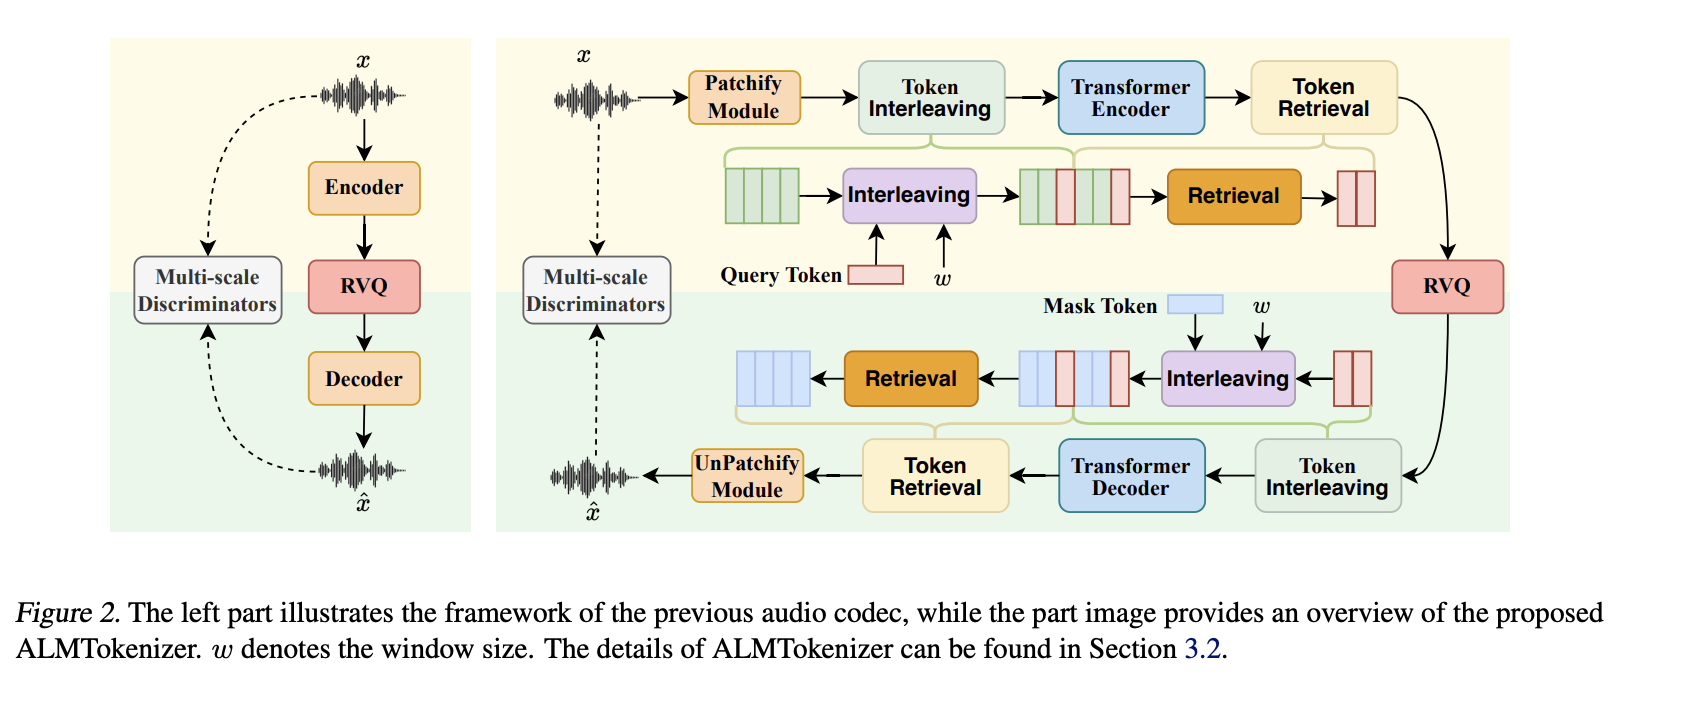 x
Encoder
RVQ
Decoder
x̂
Multi-scale
Discriminators
x
Patchify
Module
Token
Interleaving
Transformer
Encoder
Token
Retrieval
Interleaving
Retrieval
Query Token
w
Multi-scale
Discriminators
RVQ
Mask Token
w
Retrieval
Interleaving
UnPatchify
Module
Token
Retrieval
Transformer
Decoder
Token
Interleaving
x̂
Figure 2. The left part illustrates the framework of the previous audio codec, while the part image provides an overview of the proposed
ALMTokenizer. w denotes the window size. The details of ALMTokenizer can be found in Section 3.2.